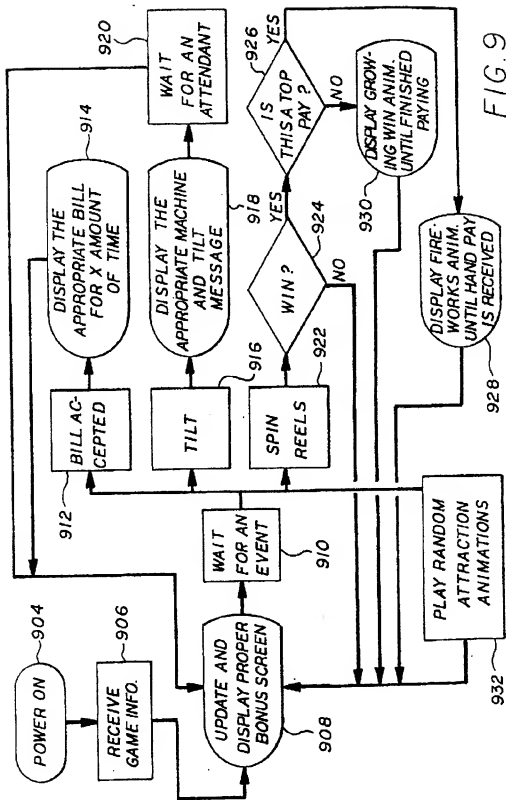 904
POWER ON
906
RECEIVE
GAME INFO.
UPDATE AND
DISPLAY PROPER
BONUS SCREEN
908
WAIT
FOR AN
EVENT
910
BILL AC-
CEPTED
912
DISPLAY THE
APPROPRIATE BILL
FOR X AMOUNT
OF TIME
914
TILT
916
DISPLAY THE
APPROPRIATE MACHINE
AND TILT
MESSAGE
918
WAIT
FOR AN
ATTENDANT
920
SPIN
REELS
922
WIN?
924
YES
NO
IS
THIS A TOP
PAY?
926
YES
NO
DISPLAY GROW-
ING WIN ANIM.
UNTIL FINISHED
PAYING
930
DISPLAY FIRE-
WORKS ANIM.
UNTIL HAND PAY
IS RECEIVED
928
PLAY RANDOM
ATTRACTION
ANIMATIONS
932
FIG. 9